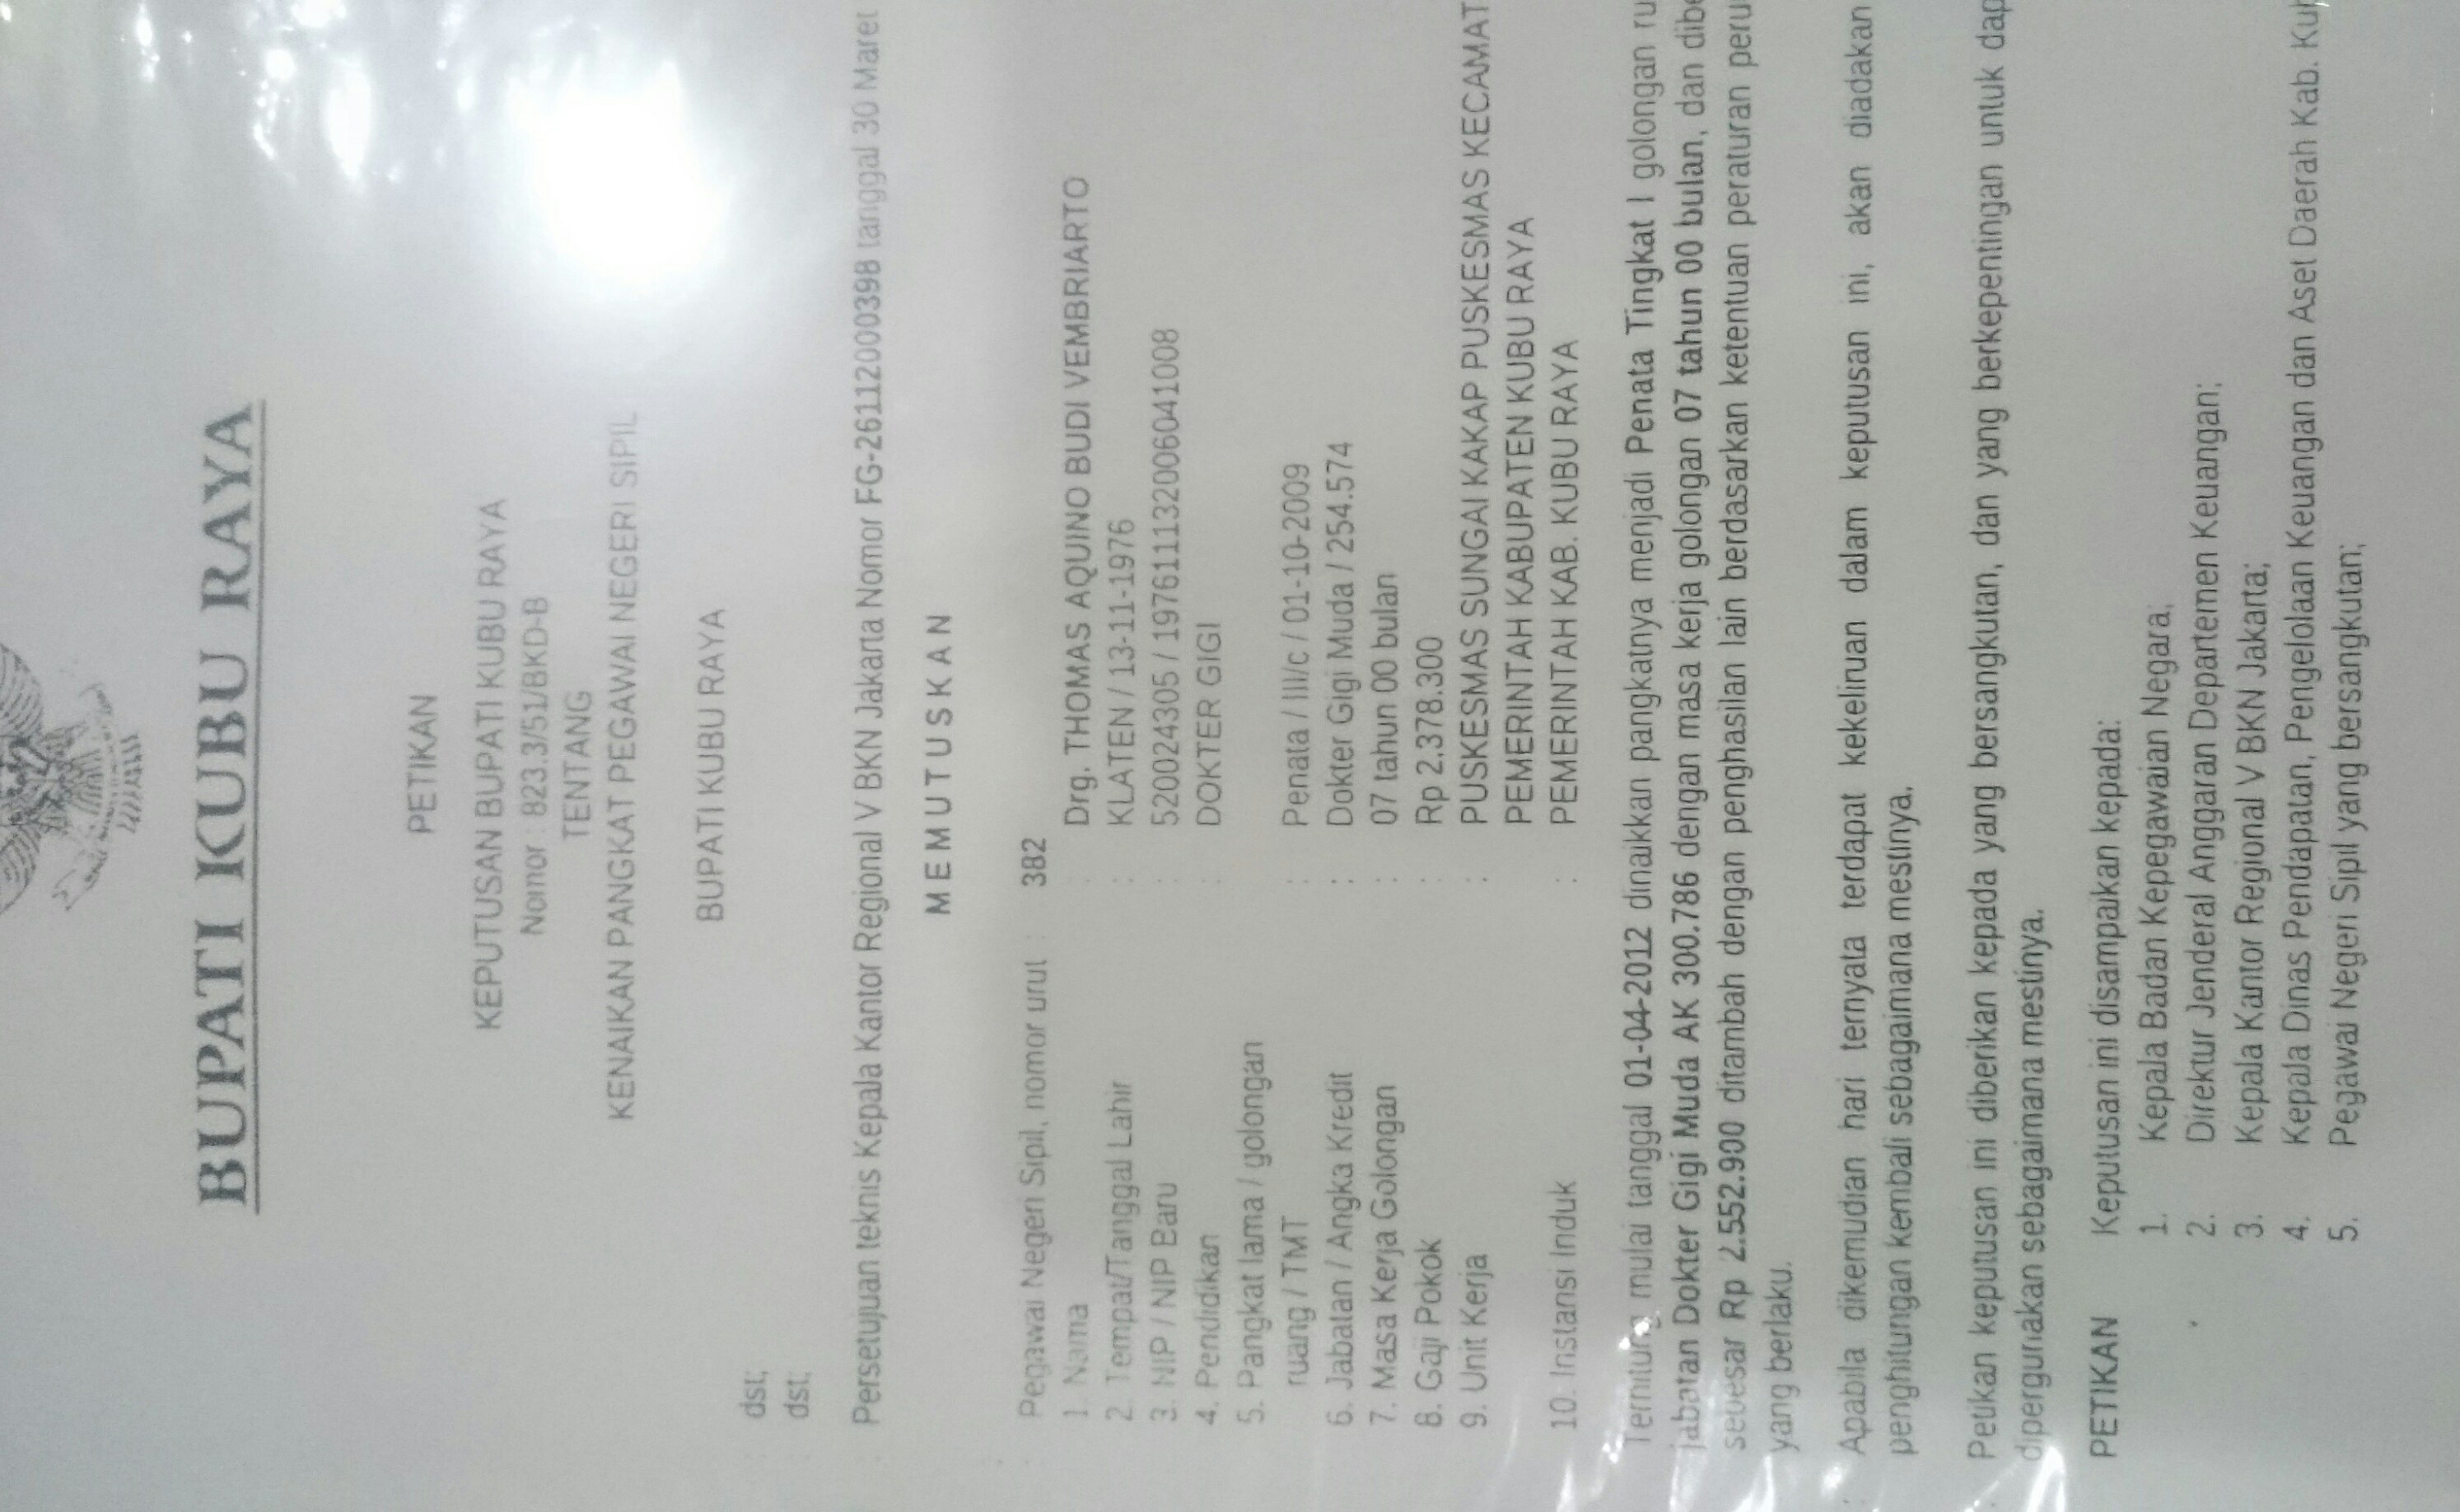 BUPATI KUBU RAYA
PETIKAN
KEPUTUSAN BUPATI KUBU RAYA
Nomor : 823.3/51/BKD-B
TENTANG
KENAIKAN PANGKAT PEGAWAI NEGERI SIPIL
BUPATI KUBU RAYA
: dst;
: dst;
: Persetujuan teknis Kepala Kantor Regional V BKN Jakarta Nomor FG-26112000398 tanggal 30 Maret
M E M U T U S K A N
: Pegawai Negeri Sipil, nomor urut : 382
1. Nama : Drg. THOMAS AQUINO BUDI VEMBRIARTO
2. Tempat/Tanggal Lahir : KLATEN / 13-11-1976
3. NIP / NIP Baru : 520024305 / 197611132006041008
4. Pendidikan : DOKTER GIGI
5. Pangkat lama / golongan
ruang / TMT : Penata / III/c / 01-10-2009
6. Jabatan / Angka Kredit : Dokter Gigi Muda / 254.574
7. Masa Kerja Golongan : 07 tahun 00 bulan
8. Gaji Pokok : Rp 2.378.300
9. Unit Kerja : PUSKESMAS SUNGAI KAKAP PUSKESMAS KECAMAT
PEMERINTAH KABUPATEN KUBU RAYA
10. Instansi Induk : PEMERINTAH KAB. KUBU RAYA
Terhitung mulai tanggal 01-04-2012 dinaikkan pangkatnya menjadi Penata Tingkat I golongan ru
jabatan Dokter Gigi Muda AK 300.786 dengan masa kerja golongan 07 tahun 00 bulan, dan dibe
sebesar Rp 2.552.900 ditambah dengan penghasilan lain berdasarkan ketentuan peraturan peru
yang berlaku.
: Apabila dikemudian hari ternyata terdapat kekeliruan dalam keputusan ini, akan diadakan
penghitungan kembali sebagaimana mestinya.
: Petikan keputusan ini diberikan kepada yang bersangkutan, dan yang berkepentingan untuk dap
dipergunakan sebagaimana mestinya.
PETIKAN Keputusan ini disampaikan kepada:
1. Kepala Badan Kepegawaian Negara;
2. Direktur Jenderal Anggaran Departemen Keuangan;
3. Kepala Kantor Regional V BKN Jakarta;
4. Kepala Dinas Pendapatan, Pengelolaan Keuangan dan Aset Daerah Kab. Kub
5. Pegawai Negeri Sipil yang bersangkutan;